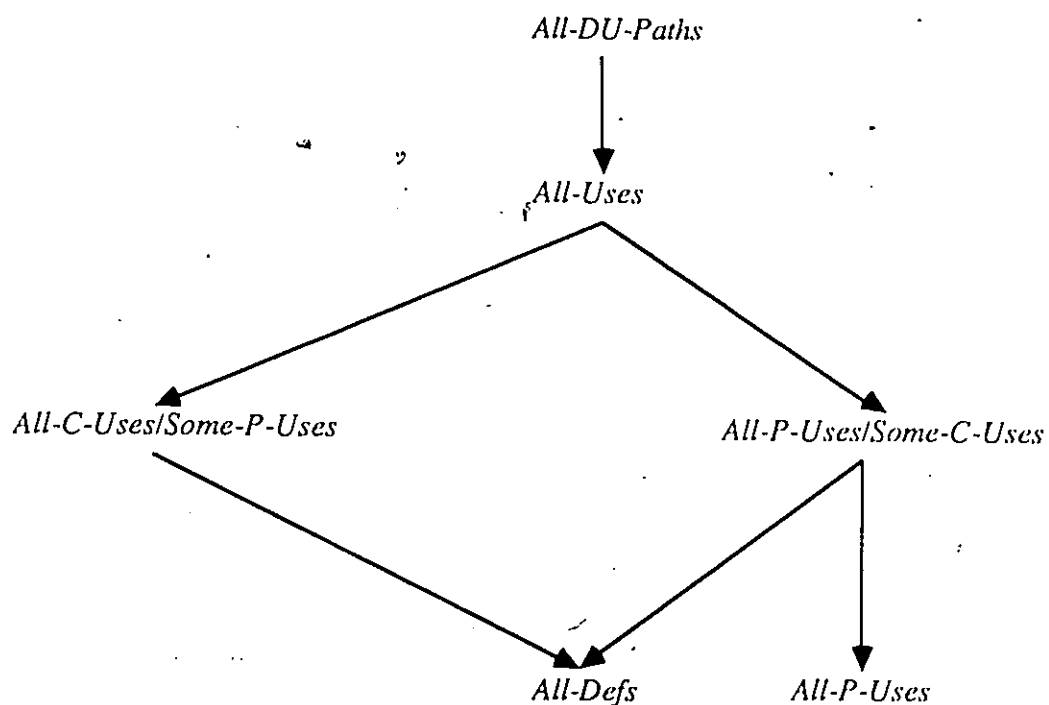 All-DU-Paths
All-Uses
All-C-Uses/Some-P-Uses
All-P-Uses/Some-C-Uses
All-Defs
All-P-Uses